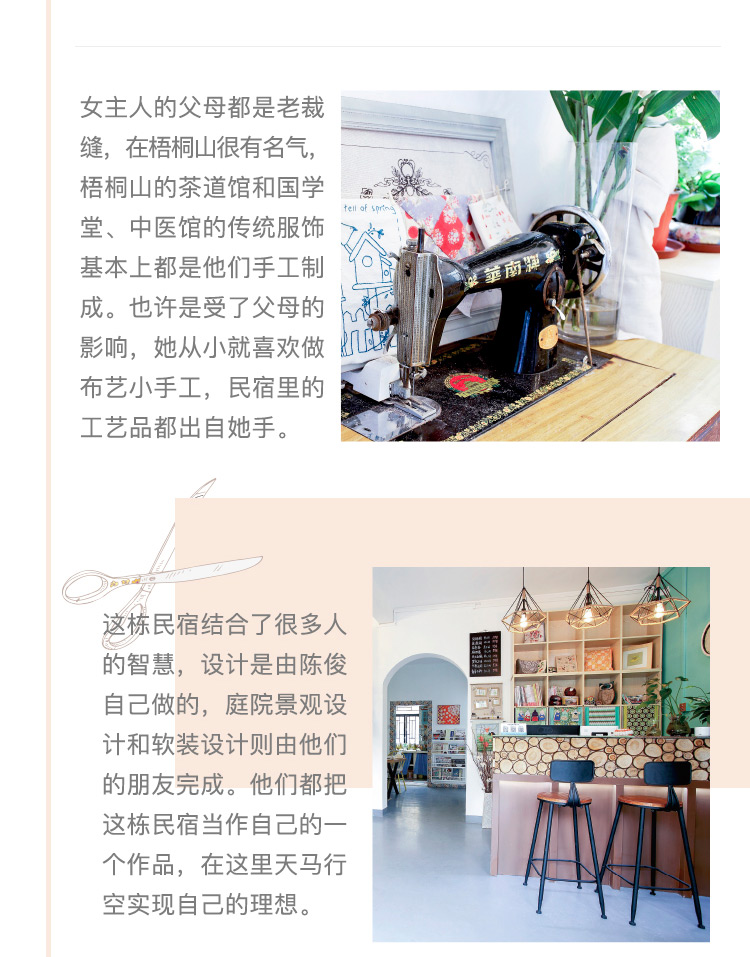 女主人的父母都是老裁
缝，在梧桐山很有名气，
梧桐山的茶道馆和国学
堂、中医馆的传统服饰
基本上都是他们手工制
成。也许是受了父母的
影响，她从小就喜欢做
布艺小手工，民宿里的
工艺品都出自她手。
tell of spring
華南牌
这栋民宿结合了很多人
的智慧，设计是由陈俊
自己做的，庭院景观设
计和软装设计则由他们
的朋友完成。他们都把
这栋民宿当作自己的一
个作品，在这里天马行
空实现自己的理想。